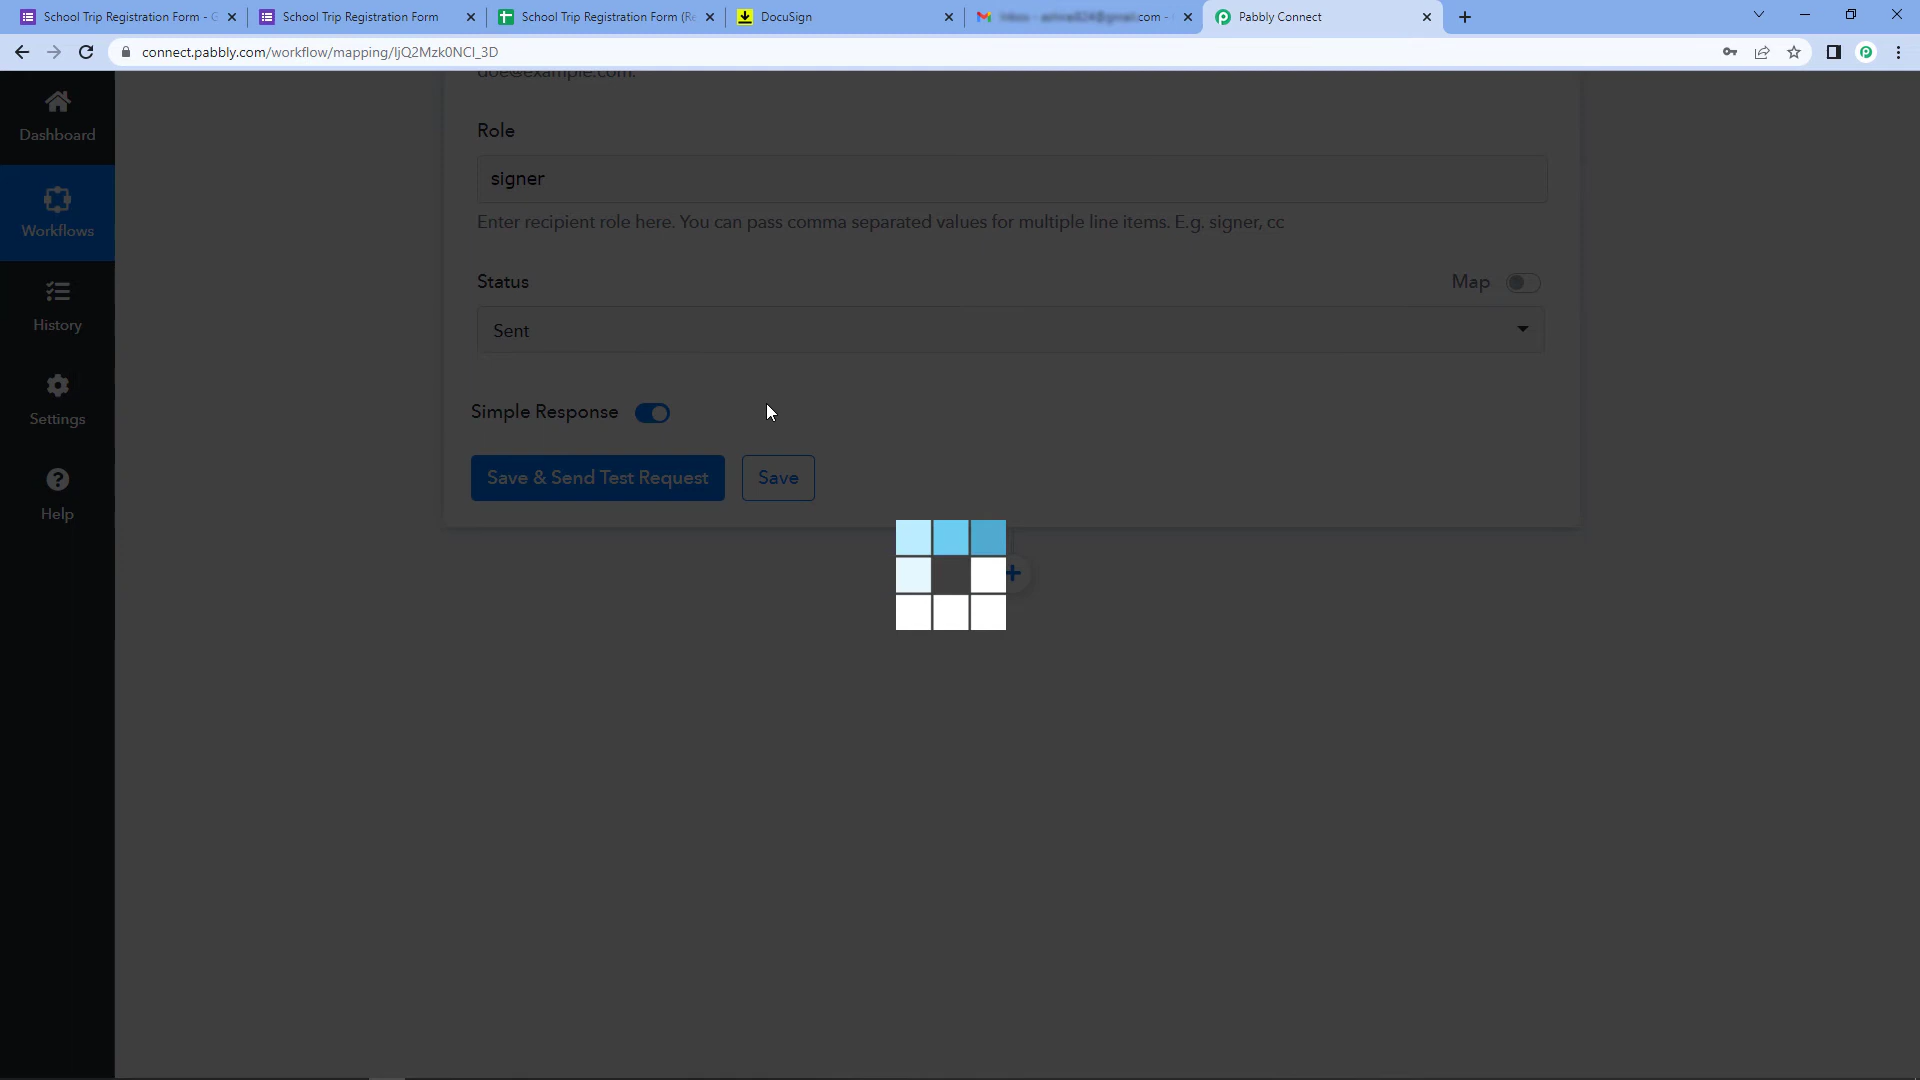 School Trip Registration Form - G
School Trip Registration Form
School Trip Registration Form (Re
DocuSign
com -
Pabbly Connect
connect.pabbly.com/workflow/mapping/IjQ2Mzk0NCI_3D
doe@example.com.
Dashboard
Role
signer
Workflows
Enter recipient role here. You can pass comma separated values for multiple line items. E.g. signer, cc
Status
Map
History
Sent
Settings
Simple Response
Save & Send Test Request
Save
Help